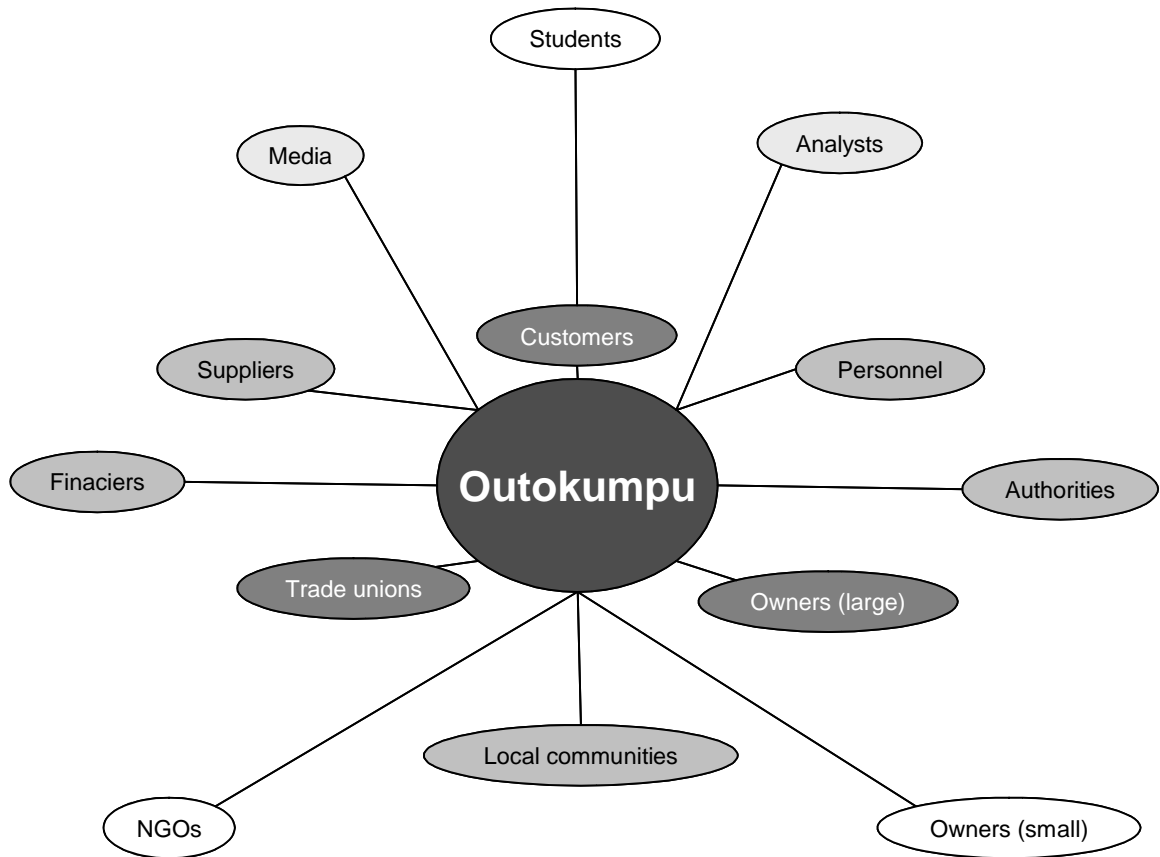 Students
Media
Analysts
Customers
Suppliers
Personnel
Finaciers
Outokumpu
Authorities
Trade unions
Owners (large)
Local communities
NGOs
Owners (small)